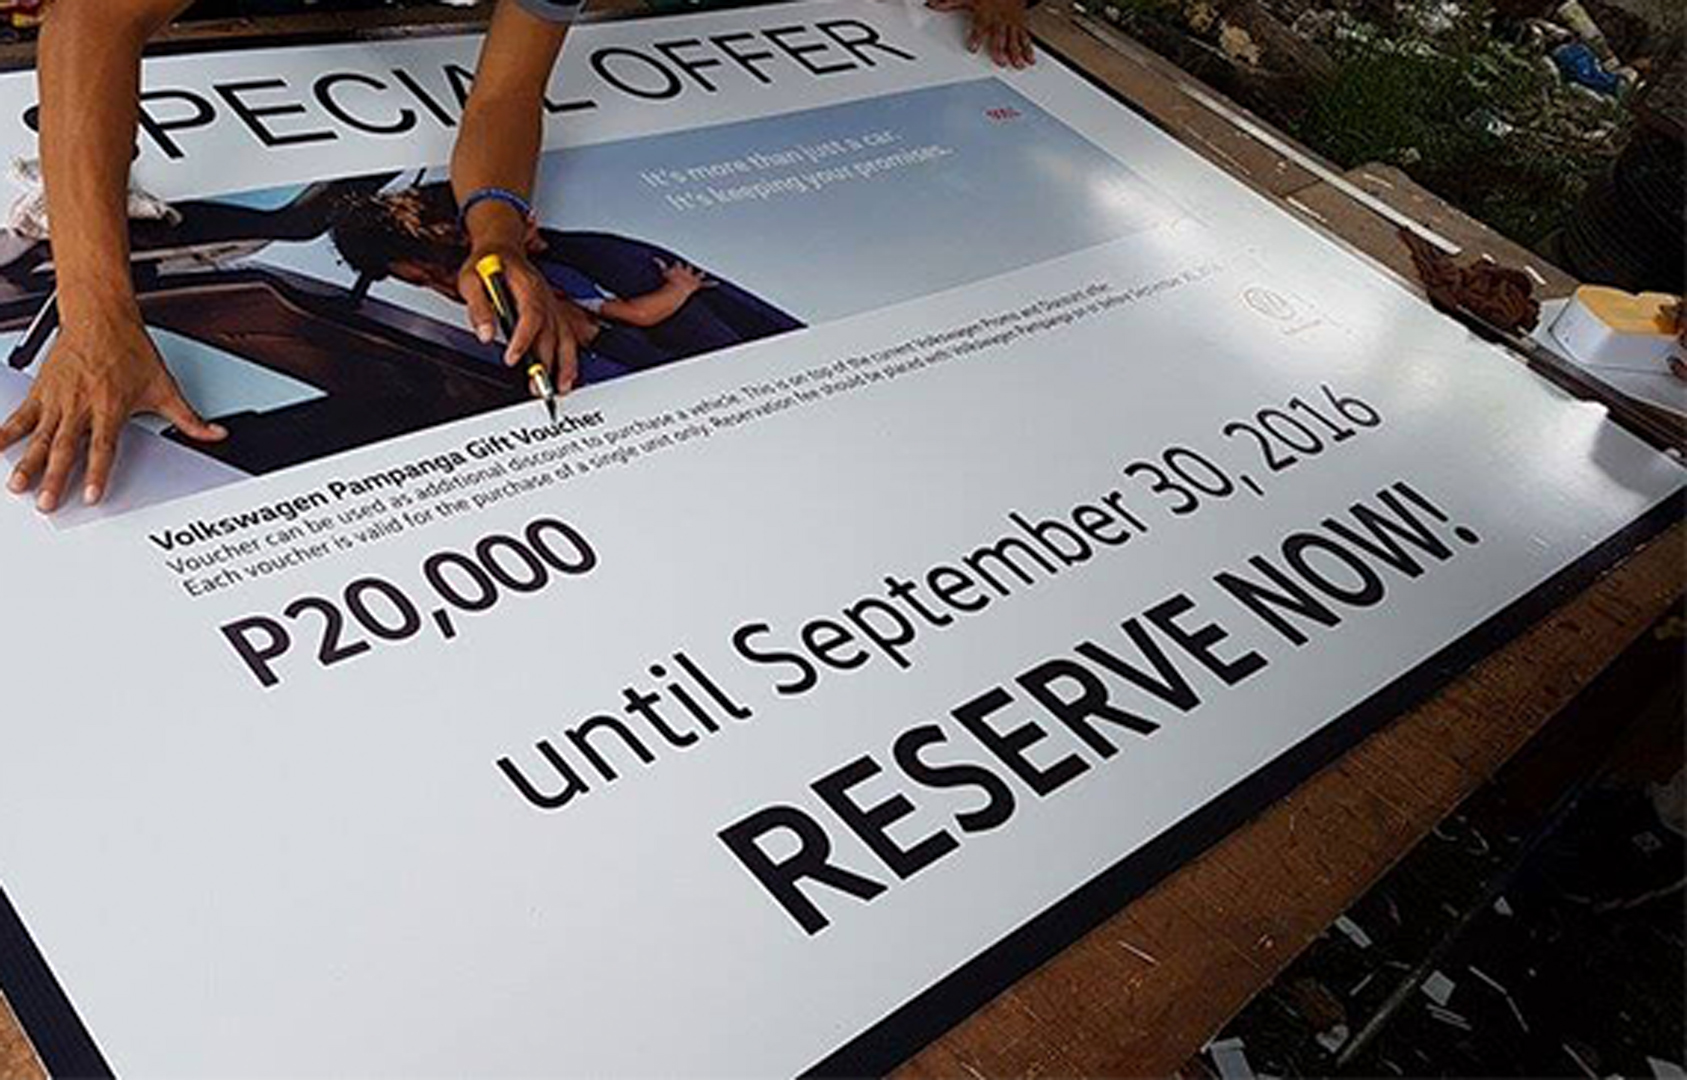 SPECIAL OFFER
It's more than just a car.
It's keeping your promises.
Volkswagen Pampanga Gift Voucher
Voucher can be used as additional discount to purchase a vehicle. This is on top of the current Volkswagen Promo and Discount offer.
Each voucher is valid for the purchase of a single unit only. Reservation fee should be placed with Volkswagen Pampanga on or before September 30, 2016
P20,000
until September 30, 2016
RESERVE NOW!